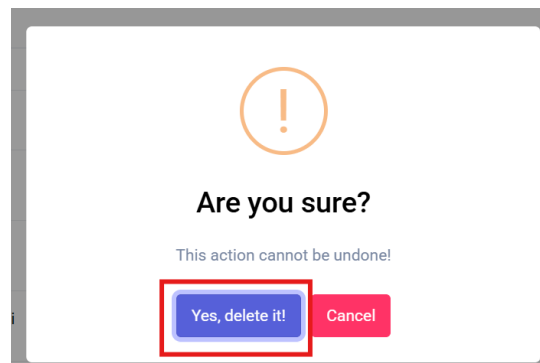 !
Are you sure?
This action cannot be undone!
Yes, delete it! Cancel
i